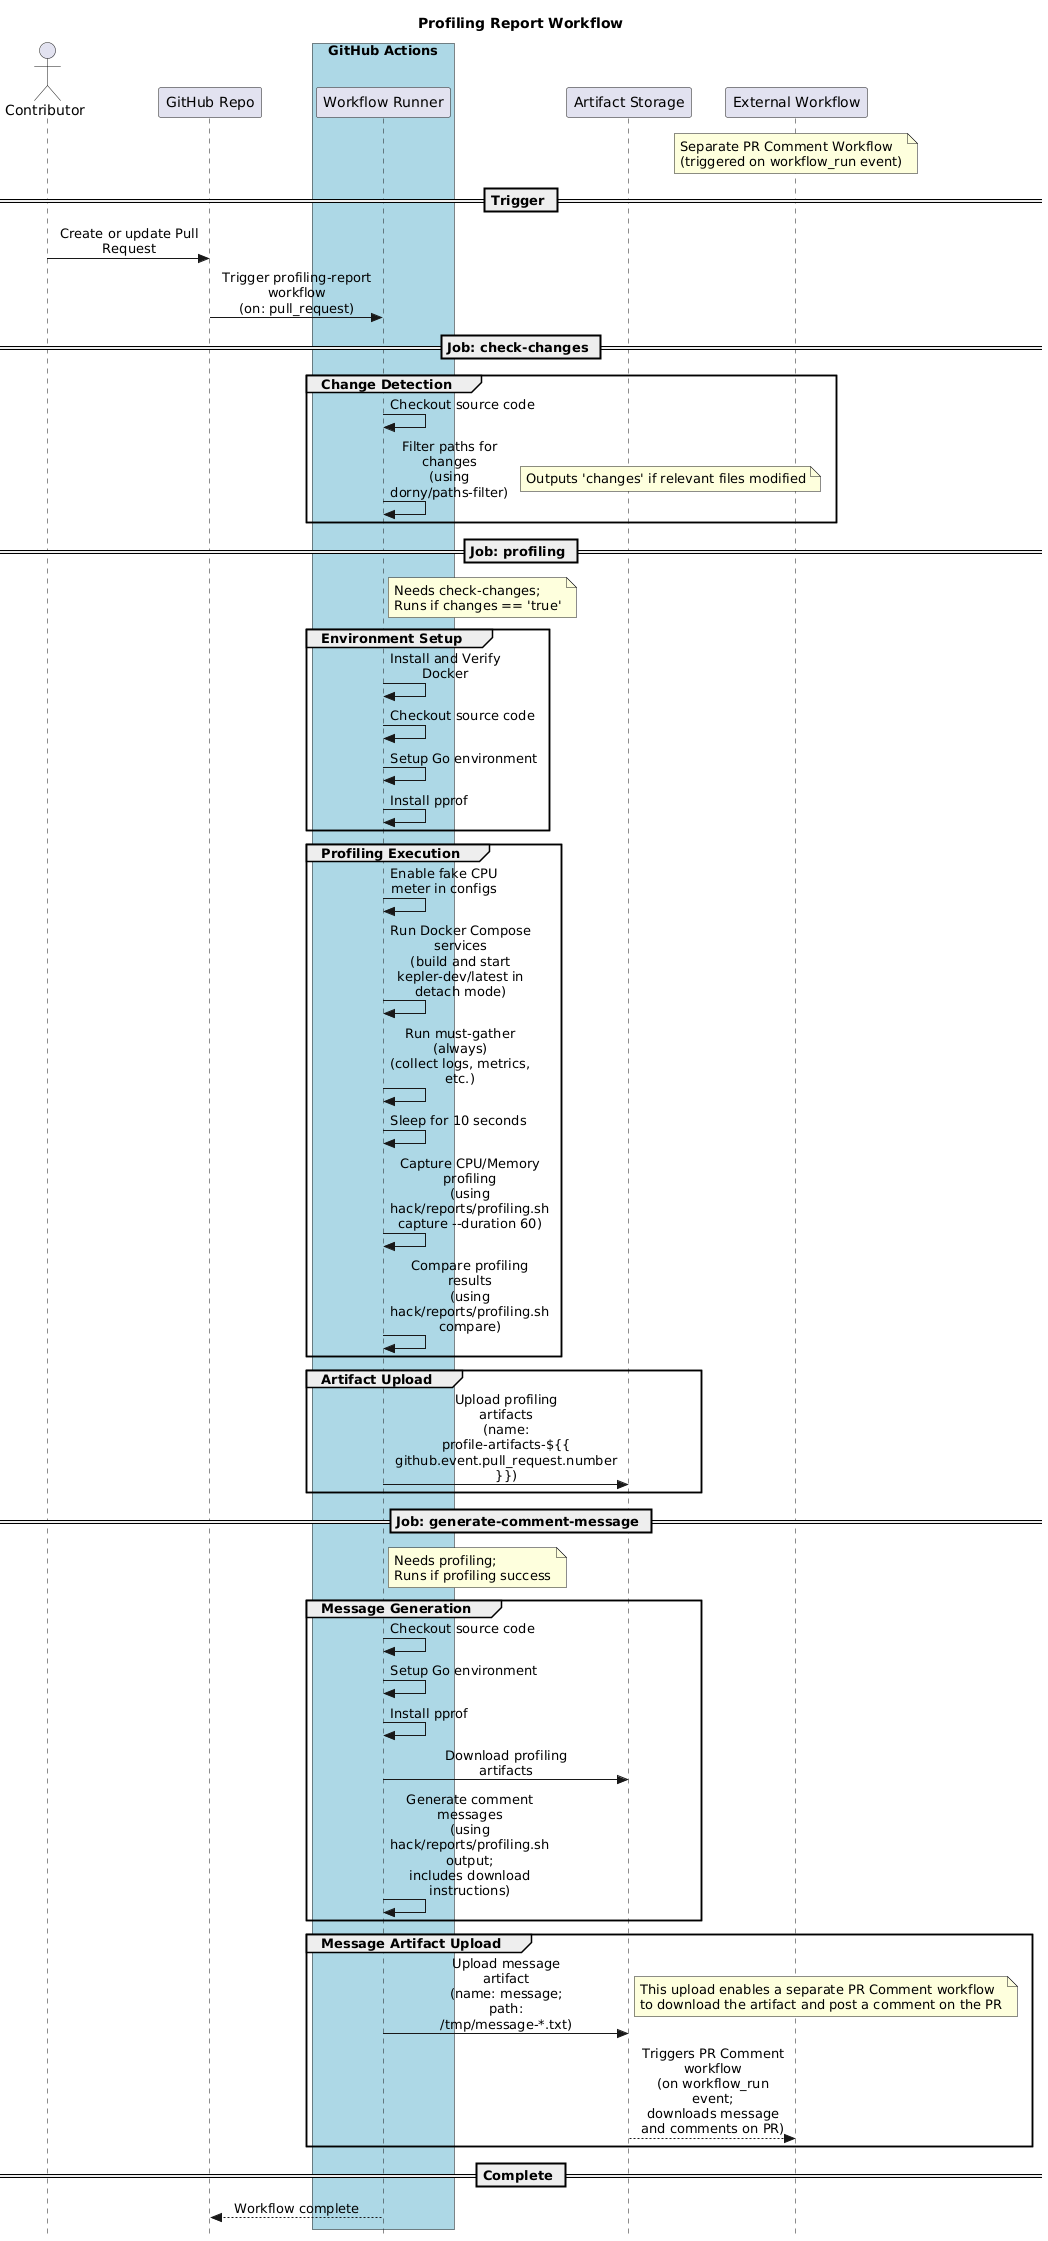 Profiling Report Workflow
GitHub Actions
Contributor
GitHub Repo
Workflow Runner
Artifact Storage
External Workflow
Separate PR Comment Workflow
(triggered on workflow_run event)
Trigger
Create or update Pull
Request
Trigger profiling-report
workflow
(on: pull_request)
Job: check-changes
Change Detection
Checkout source code
Filter paths for
changes
(using
dorny/paths-filter)
Outputs 'changes' if relevant files modified
Job: profiling
Needs check-changes;
Runs if changes == 'true'
Environment Setup
Install and Verify
Docker
Checkout source code
Setup Go environment
Install pprof
Profiling Execution
Enable fake CPU
meter in configs
Run Docker Compose
services
(build and start
kepler-dev/latest in
detach mode)
Run must-gather
(always)
(collect logs, metrics,
etc.)
Sleep for 10 seconds
Capture CPU/Memory
profiling
(using
hack/reports/profiling.sh
capture --duration 60)
Compare profiling
results
(using
hack/reports/profiling.sh
compare)
Artifact Upload
Upload profiling
artifacts
(name:
profile-artifacts-${{
github.event.pull_request.number
}})
Job: generate-comment-message
Needs profiling;
Runs if profiling success
Message Generation
Checkout source code
Setup Go environment
Install pprof
Download profiling
artifacts
Generate comment
messages
(using
hack/reports/profiling.sh
output;
includes download
instructions)
Message Artifact Upload
Upload message
artifact
(name: message;
path:
/tmp/message-*.txt)
This upload enables a separate PR Comment workflow
to download the artifact and post a comment on the PR
Triggers PR Comment
workflow
(on workflow_run
event;
downloads message
and comments on PR)
Complete
Workflow complete